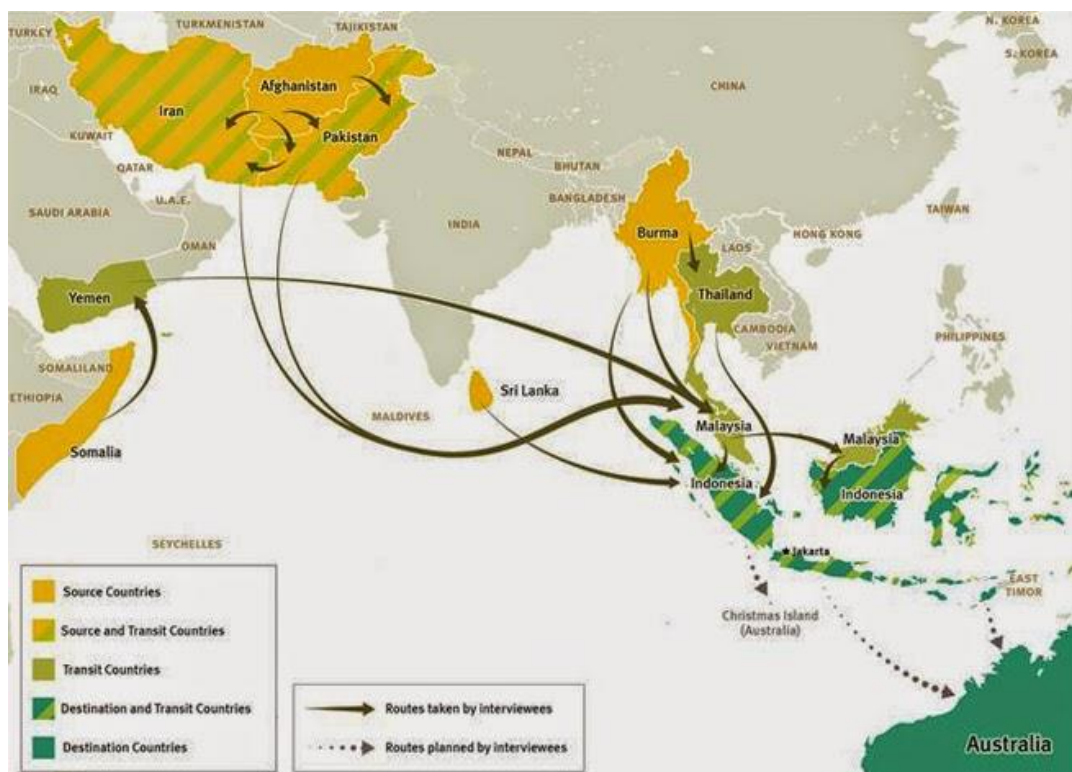 TURKEY
TURKMENISTAN
TAJIKISTAN
N. KOREA
S. KOREA
IRAQ
Afghanistan
Iran
CHINA
KUWAIT
Pakistan
QATAR
NEPAL
BHUTAN
U.A.E.
BANGLADESH
SAUDI ARABIA
INDIA
TAIWAN
OMAN
Burma
LAOS
HONG KONG
Yemen
Thailand
CAMBODIA
VIETNAM
PHILIPPINES
SOMALILAND
ETHIOPIA
Sri Lanka
MALDIVES
Malaysia
Malaysia
Somalia
Indonesia
Indonesia
SEYCHELLES
Jakarta
EAST
TIMOR
Christmas Island
(Australia)
Source Countries
Source and Transit Countries
Transit Countries
Destination and Transit Countries
Destination Countries
Routes taken by interviewees
Routes planned by interviewees
Australia